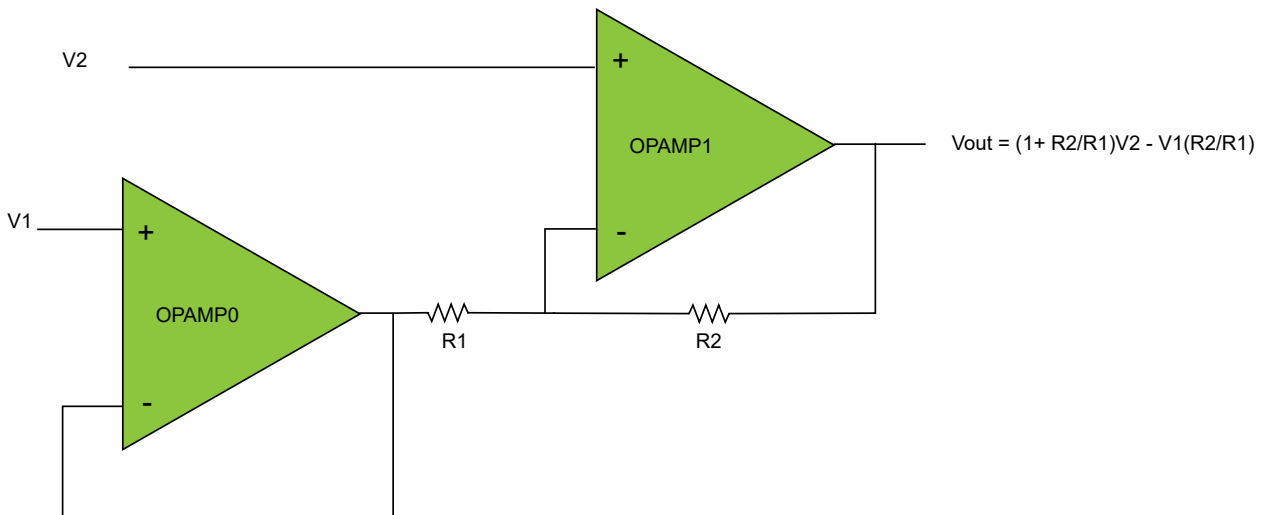 V2
+
OPAMP1
Vout = (1+ R2/R1)V2 - V1(R2/R1)
V1
+
-
OPAMP0
R1
R2
-